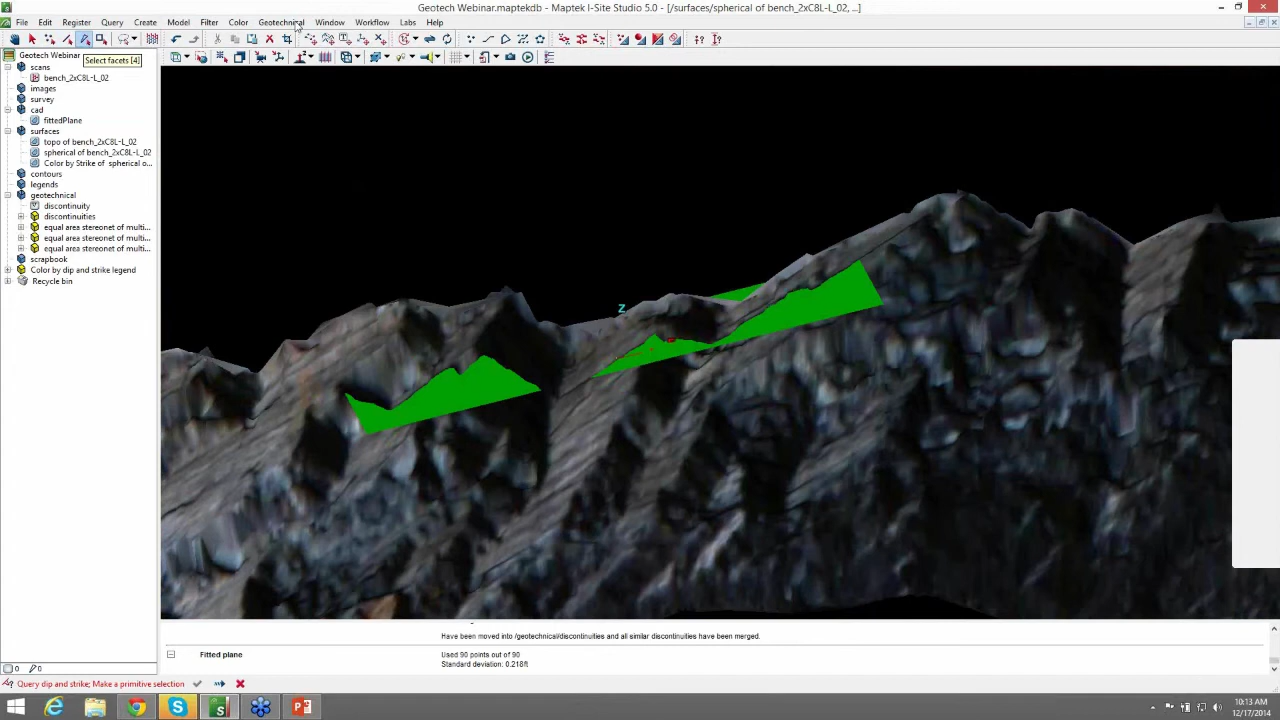 Geotech Webinar.maptekdb - Maptek I-Site Studio 5.0 - [/surfaces/spherical of bench_2xC8L-L_02, ..]
File Edit Register Query Create Model Filter Color Geotechnical Window Workflow Labs Help
Geotech Webinar
Select facets [4]
scans
bench_2xC8L-L_02
images
survey
cad
fittedPlane
surfaces
topo of bench_2xC8L-L_02
spherical of bench_2xC8L-L_02
Color by Strike of spherical o...
contours
legends
geotechnical
discontinuity
discontinuities
equal area stereonet of multi...
equal area stereonet of multi...
equal area stereonet of multi...
scrapbook
Color by dip and strike legend
Recycle bin
Z
Have been moved into /geotechnical/discontinuities and all similar discontinuities have been merged.
Fitted plane
Used 90 points out of 90
Standard deviation: 0.218ft
0 0
Query dip and strike; Make a primitive selection
10:13 AM
12/17/2014